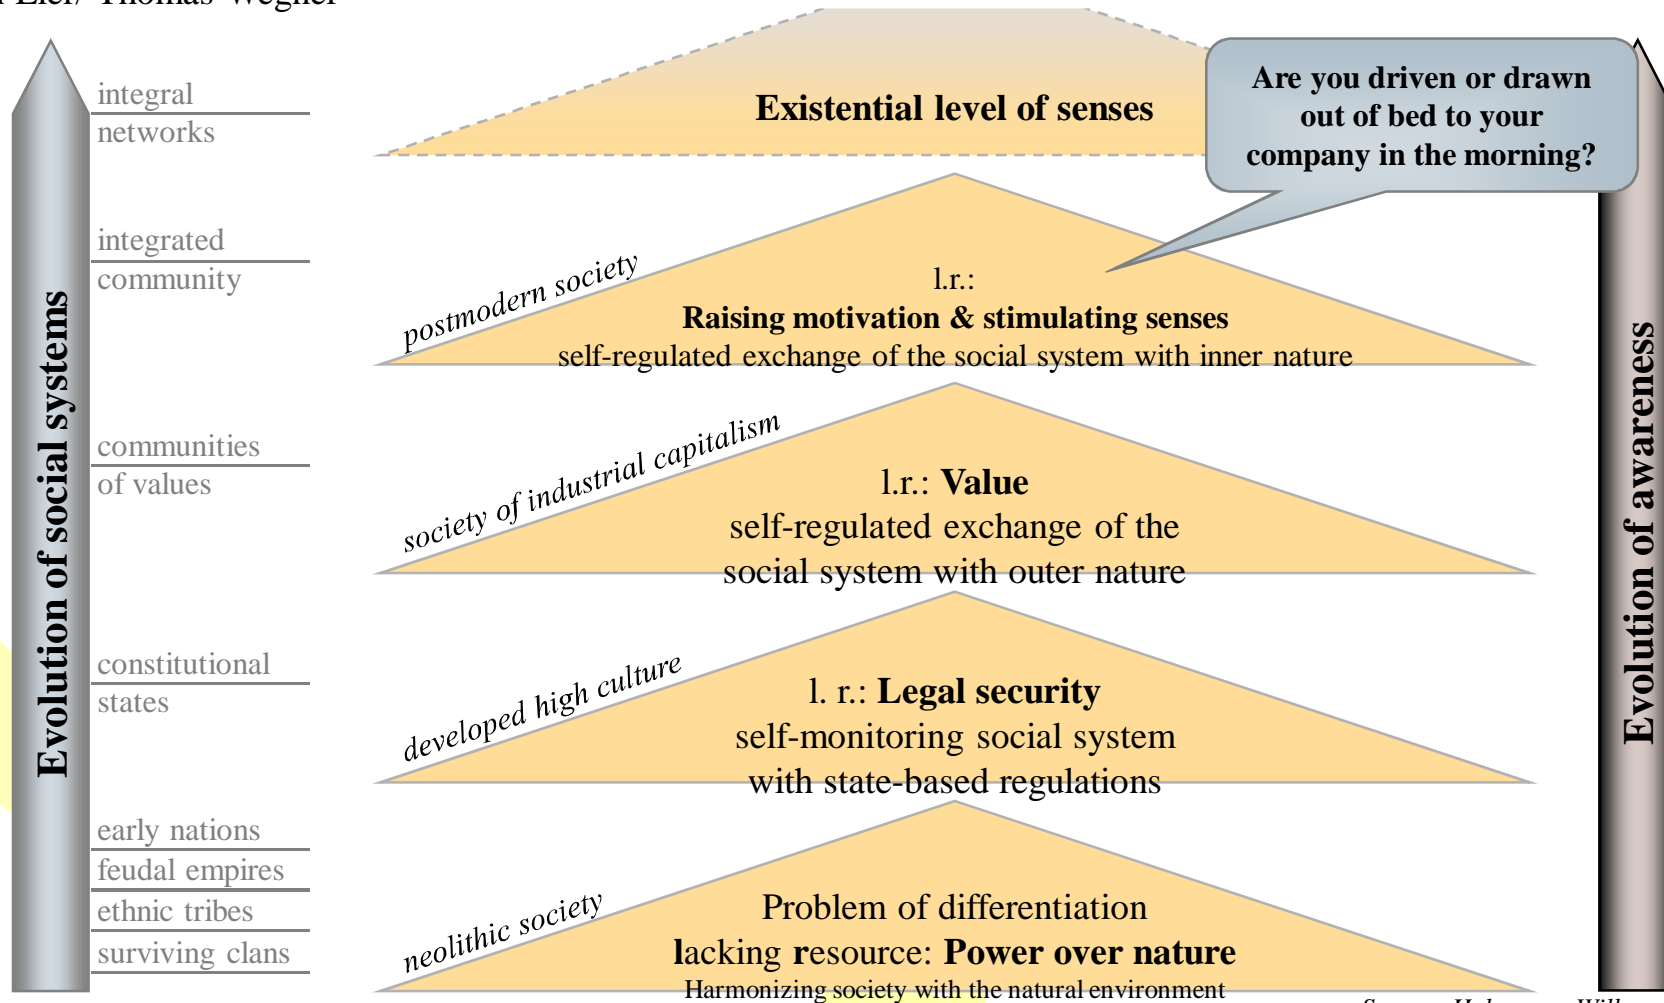 Thomas Wegner
Evolution of social systems
integral
networks
integrated
community
communities
of values
constitutional
states
early nations
feudal empires
ethnic tribes
surviving clans
Existential level of senses
Are you driven or drawn
out of bed to your
company in the morning?
postmodern society
l.r.:
Raising motivation & stimulating senses
self-regulated exchange of the social system with inner nature
society of industrial capitalism
l.r.: Value
self-regulated exchange of the
social system with outer nature
developed high culture
l. r.: Legal security
self-monitoring social system
with state-based regulations
neolithic society
Problem of differentiation
lacking resource: Power over nature
Harmonizing society with the natural environment
Evolution of awareness